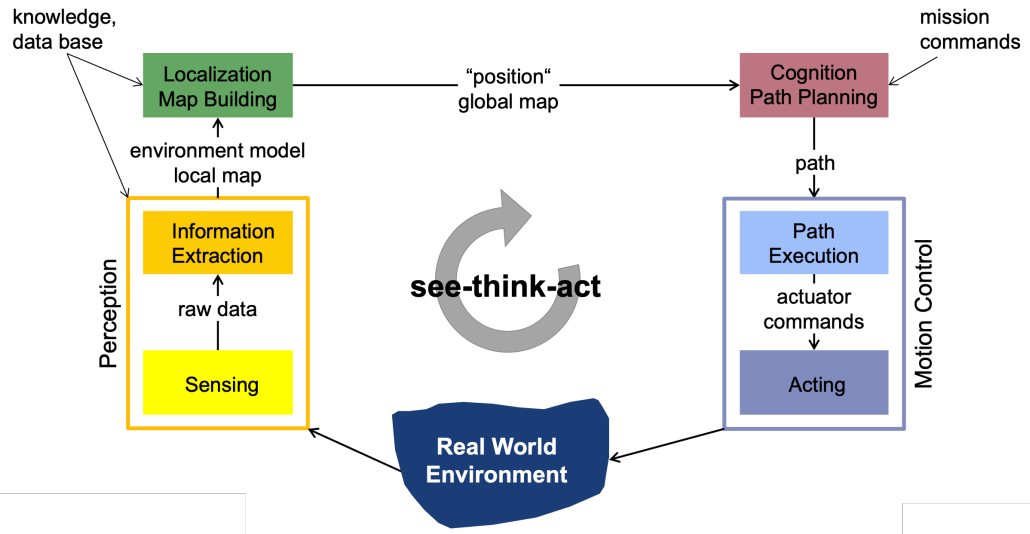 knowledge,
data base
mission
commands
Localization
Map Building
“position“
global map
Cognition
Path Planning
environment model
local map
path
Information
Extraction
Path
Execution
Perception
raw data
see-think-act
actuator
commands
Motion Control
Sensing
Acting
Real World
Environment